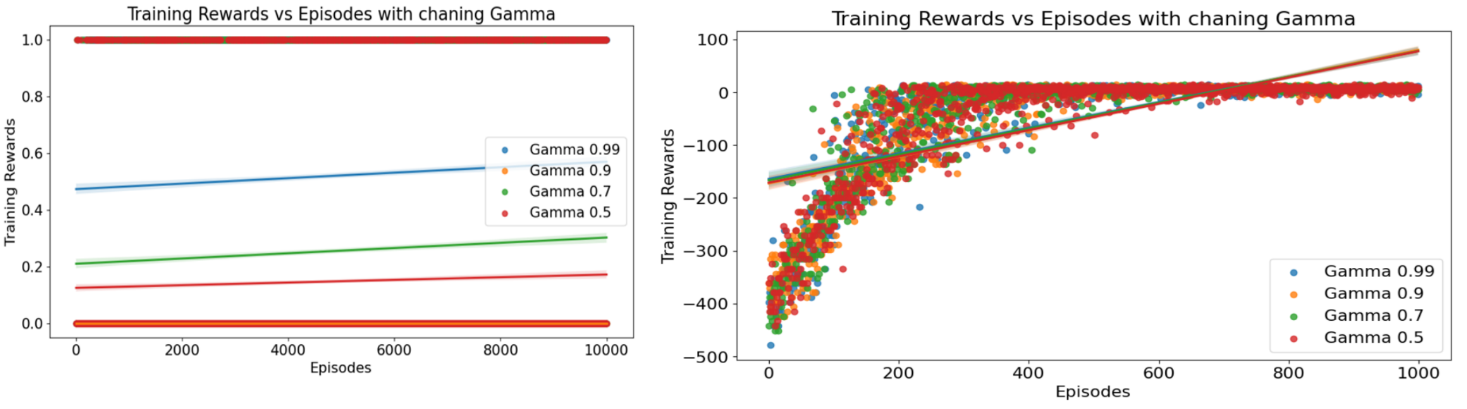 Training Rewards vs Episodes with chaning Gamma
1.0
0.8
0.6
0.4
0.2
0.0
Training Rewards
Gamma 0.99
Gamma 0.9
Gamma 0.7
Gamma 0.5
0 2000 4000 6000 8000 10000
Episodes
Training Rewards vs Episodes with chaning Gamma
100
0
−100
−200
−300
−400
−500
Training Rewards
Gamma 0.99
Gamma 0.9
Gamma 0.7
Gamma 0.5
0 200 400 600 800 1000
Episodes